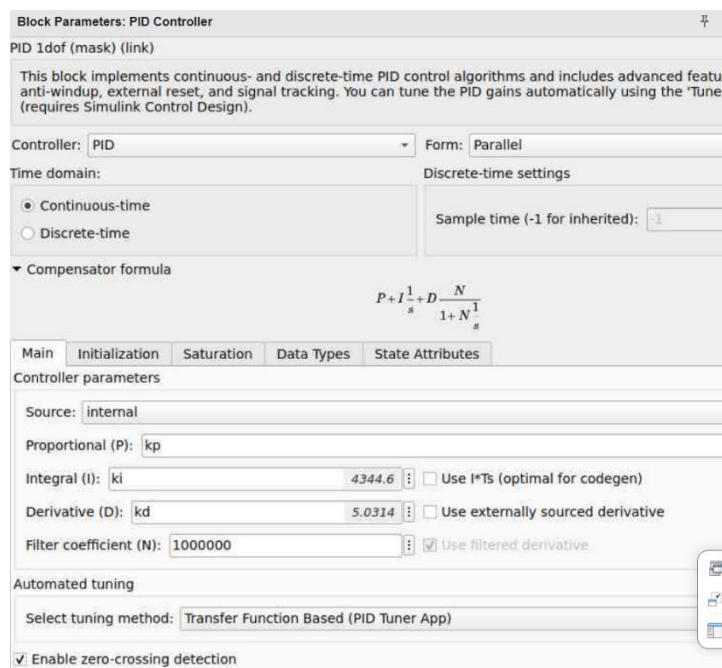 Block Parameters: PID Controller
PID 1dof (mask) (link)
This block implements continuous- and discrete-time PID control algorithms and includes advanced featu
anti-windup, external reset, and signal tracking. You can tune the PID gains automatically using the 'Tune
(requires Simulink Control Design).
Controller: PID Form: Parallel
Time domain: Discrete-time settings
Continuous-time
Sample time (-1 for inherited): -1
Discrete-time
Compensator formula
P+I 1/s +D N/(1+N 1/s)
Main Initialization Saturation Data Types State Attributes
Controller parameters
Source: internal
Proportional (P): kp
Integral (I): ki 4344.6 Use I*Ts (optimal for codegen)
Derivative (D): kd 5.0314 Use externally sourced derivative
Filter coefficient (N): 1000000 Use filtered derivative
Automated tuning
Select tuning method: Transfer Function Based (PID Tuner App)
Enable zero-crossing detection